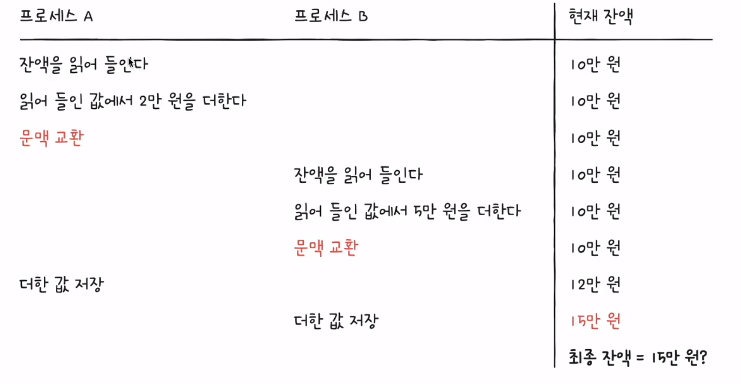 프로세스 A 프로세스 B 현재 잔액
잔액을 읽어 들인다 10만 원
읽어 들인 값에서 2만 원을 더한다 10만 원
문맥 교환 10만 원
잔액을 읽어 들인다 10만 원
읽어 들인 값에서 5만 원을 더한다 10만 원
문맥 교환 10만 원
더한 값 저장 12만 원
더한 값 저장 15만 원
최종 잔액 = 15만 원?